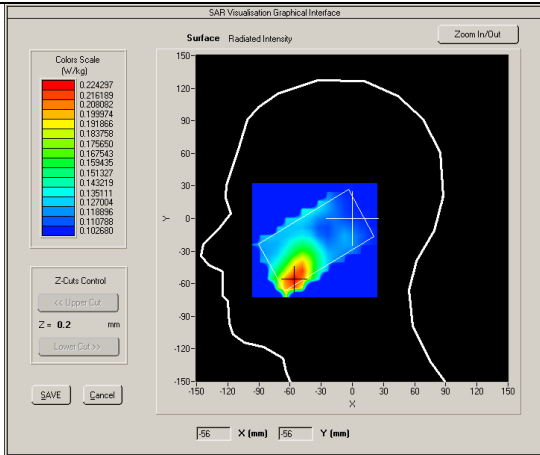 SAR Visualisation Graphical Interface
Surface Radiated Intensity
Zoom In/Out
Colors Scale
(W/kg)
0.224297
0.216189
0.208082
0.199974
0.191866
0.183758
0.175650
0.167543
0.159435
0.151327
0.143219
0.135111
0.127004
0.118896
0.110788
0.102680
Z-Cuts Control
<< Upper Cut
Z = 0.2 mm
Lower Cut >>
SAVE Cancel
150
120
90
60
30
Y 0
-30
-60
-90
-120
-150
-150 -120 -90 -60 -30 0 30 60 90 120 150
X
-56 X (mm) -56 Y (mm)